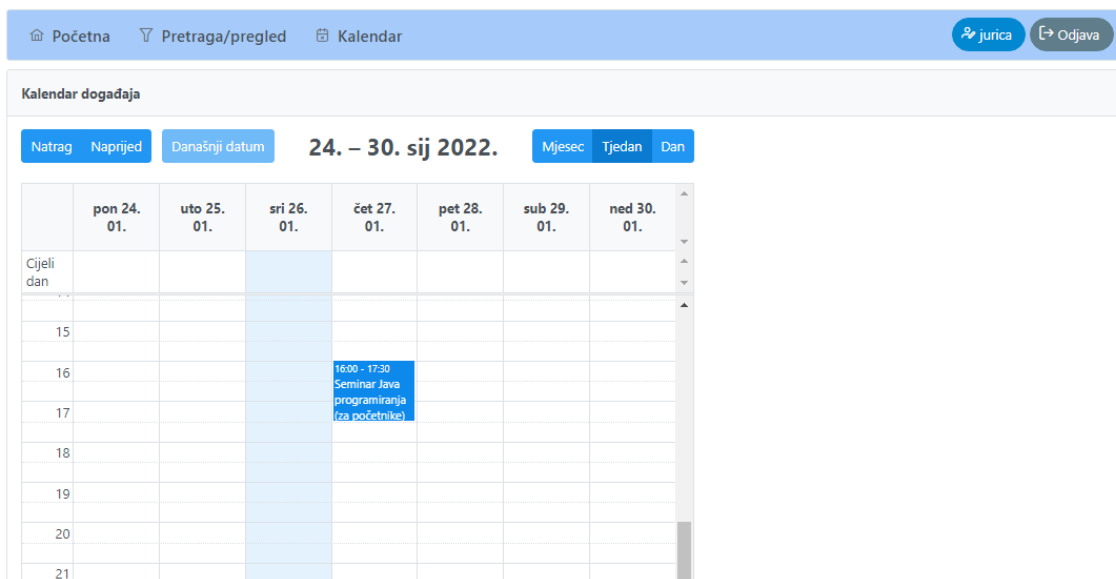 Početna Pretraga/pregled Kalendar jurica Odjava
Kalendar događaja
Natrag Naprijed Današnji datum 24. – 30. sij 2022. Mjesec Tjedan Dan
pon 24. uto 25. sri 26. čet 27. pet 28. sub 29. ned 30.
01. 01. 01. 01. 01. 01. 01.
Cijeli
dan
15
16
16:00 - 17:30
Seminar Java
programiranja
(za početnike)
17
18
19
20
21